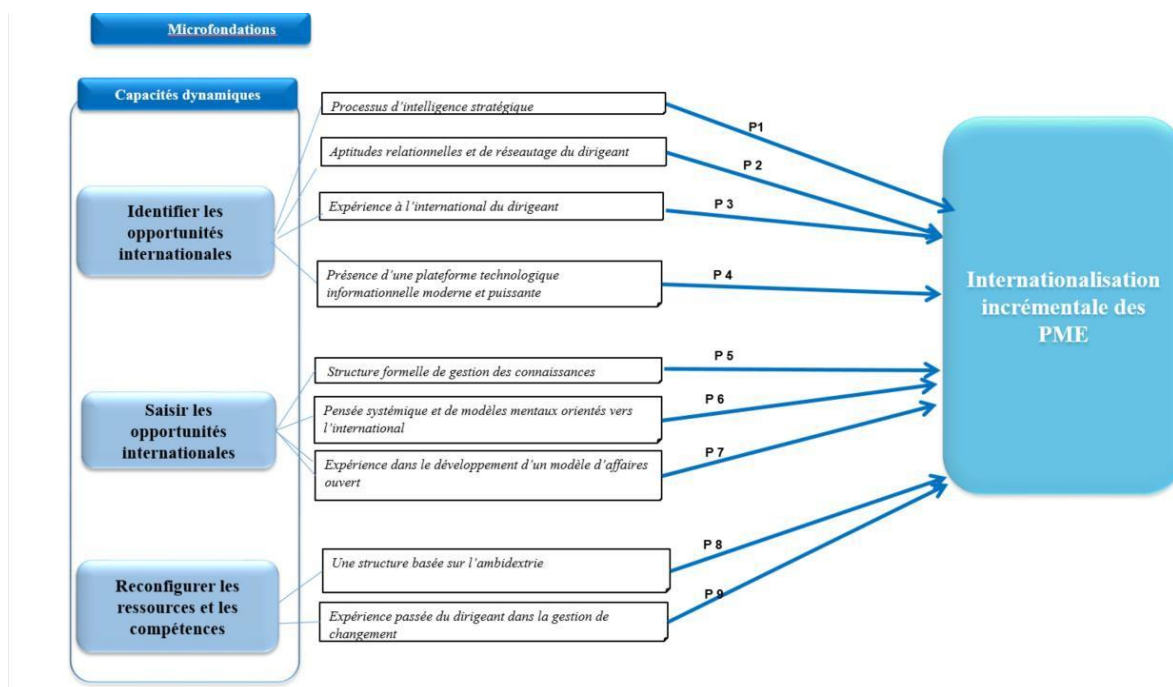 Microfondations
Capacités dynamiques
Identifier les
opportunités
internationales
Processus d'intelligence stratégique
Aptitudes relationnelles et de réseautage du dirigeant
Expérience à l'international du dirigeant
Présence d'une plateforme technologique
informationnelle moderne et puissante
P1
P 2
P 3
P 4
Saisir les
opportunités
internationales
Structure formelle de gestion des connaissances
Pensée systémique et de modèles mentaux orientés vers
l'international
Expérience dans le développement d'un modèle d'affaires
ouvert
P 5
P 6
P 7
Reconfigurer les
ressources et les
compétences
Une structure basée sur l'ambidextrie
Expérience passée du dirigeant dans la gestion de
changement
P 8
P 9
Internationalisation
incrémentale des
PME